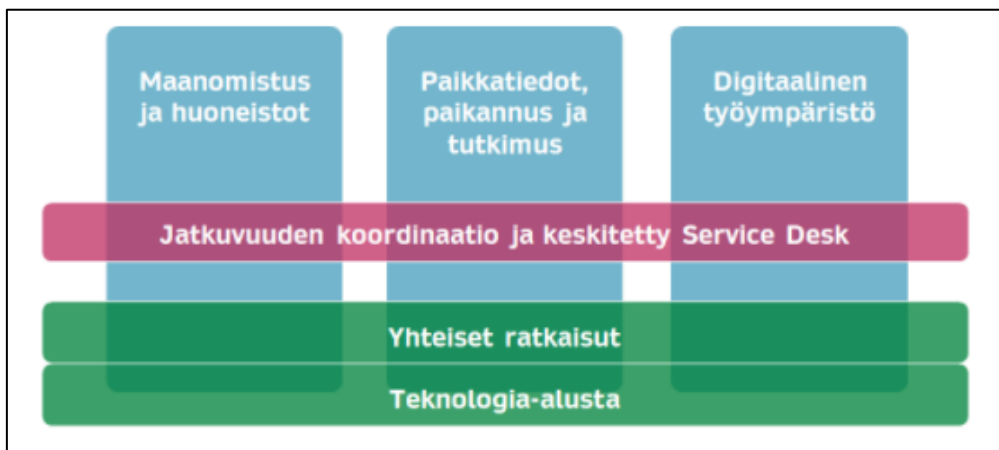 Maanomistus
ja huoneistot
Paikkatiedot,
paikannus ja
tutkimus
Digitaalinen
työympäristö
Jatkuvuuden koordinaatio ja keskitetty Service Desk
Yhteiset ratkaisut
Teknologia-alusta